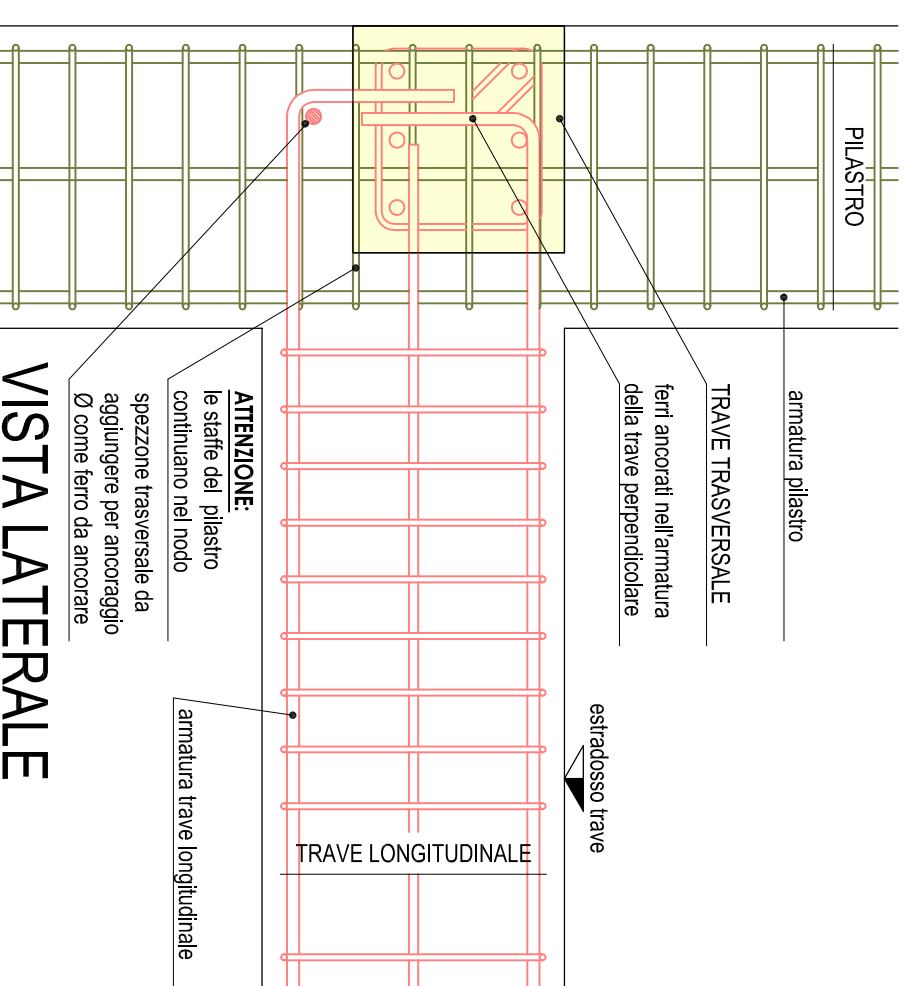 PILASTRO
armatura pilastro
TRAVE TRASVERSALE
ferri ancorati nell'armatura
della trave perpendicolare
estradosso trave
TRAVE LONGITUDINALE
ATTENZIONE:
le staffe del pilastro
continuano nel nodo
spezzone trasversale da
aggiungere per ancoraggio
Ø come ferro da ancorare
armatura trave longitudinale
VISTA LATERALE